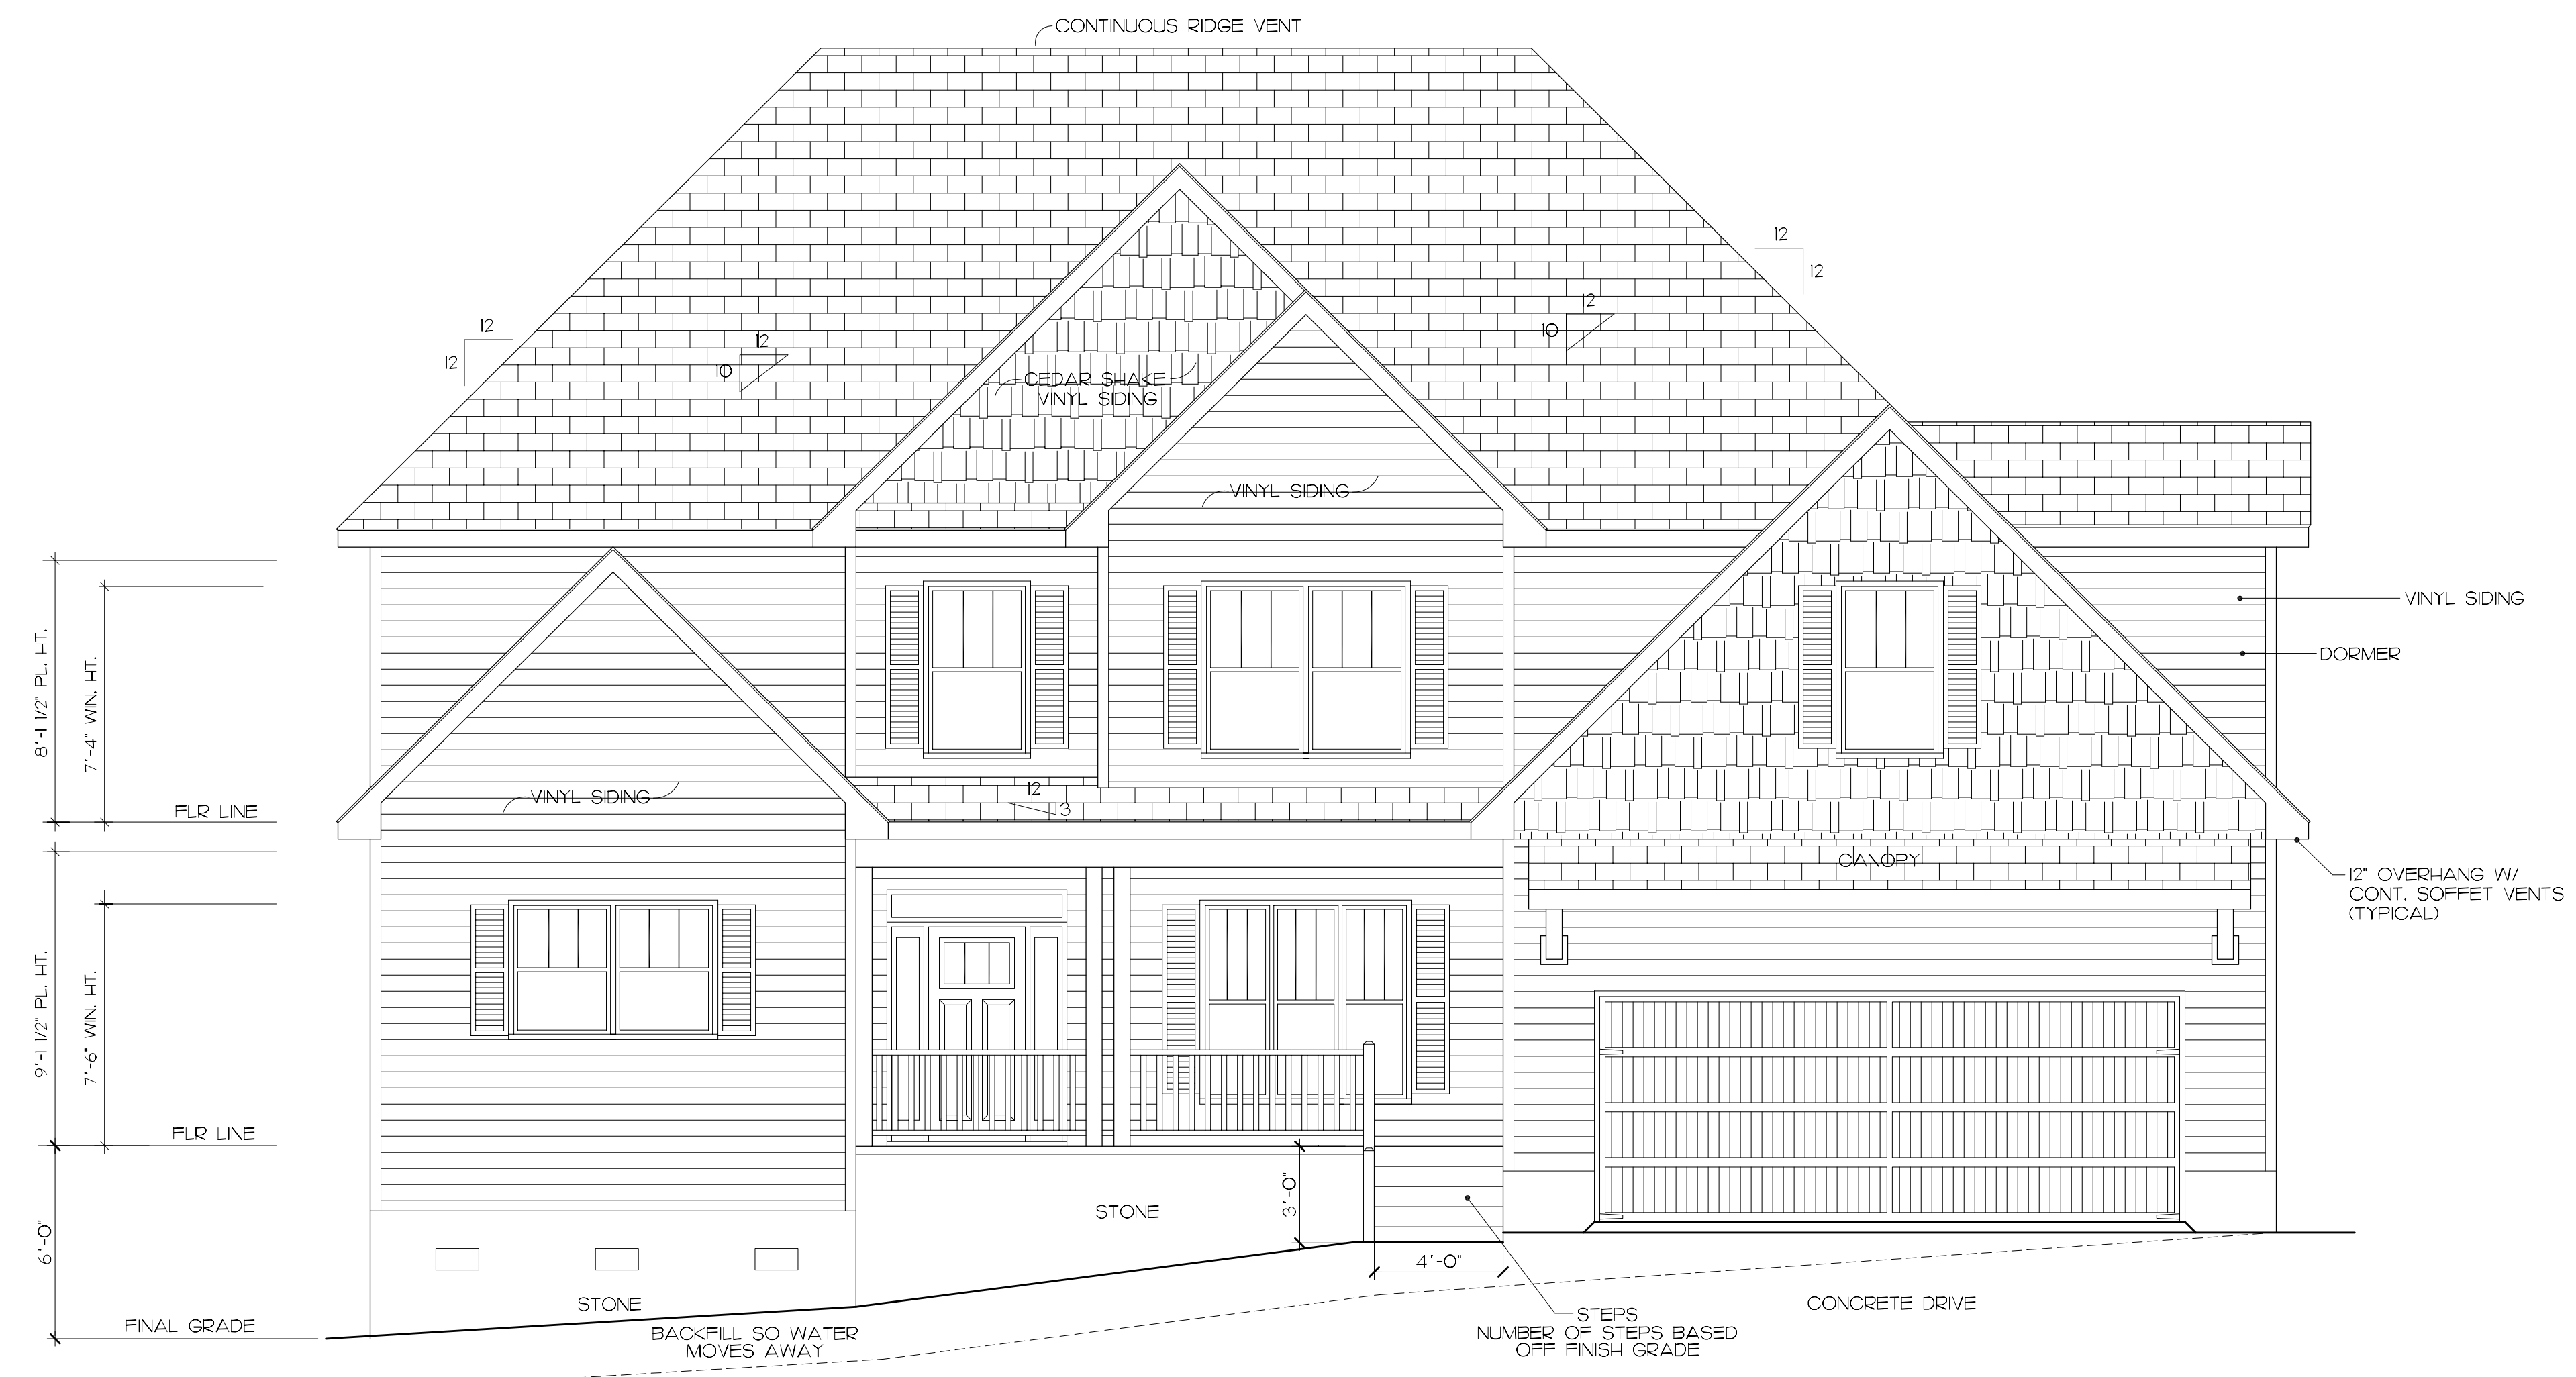 CONTINUOUS RIDGE VENT
12
12
12
10
12
10
12
12
12
CEDAR SHAKE
VINYL SIDING
VINYL SIDING
8'-1 1/2" PL. HT.
7'-4" WIN. HT.
VINYL SIDING
DORMER
VINYL SIDING
12
3
FLR LINE
CANOPY
12" OVERHANG W/
CONT. SOFFET VENTS
(TYPICAL)
9'-1 1/2" PL. HT.
7'-6" WIN. HT.
FLR LINE
STONE
3'-0"
6'-0"
4'-0"
STONE
CONCRETE DRIVE
STEPS
NUMBER OF STEPS BASED
OFF FINISH GRADE
FINAL GRADE
BACKFILL SO WATER
MOVES AWAY